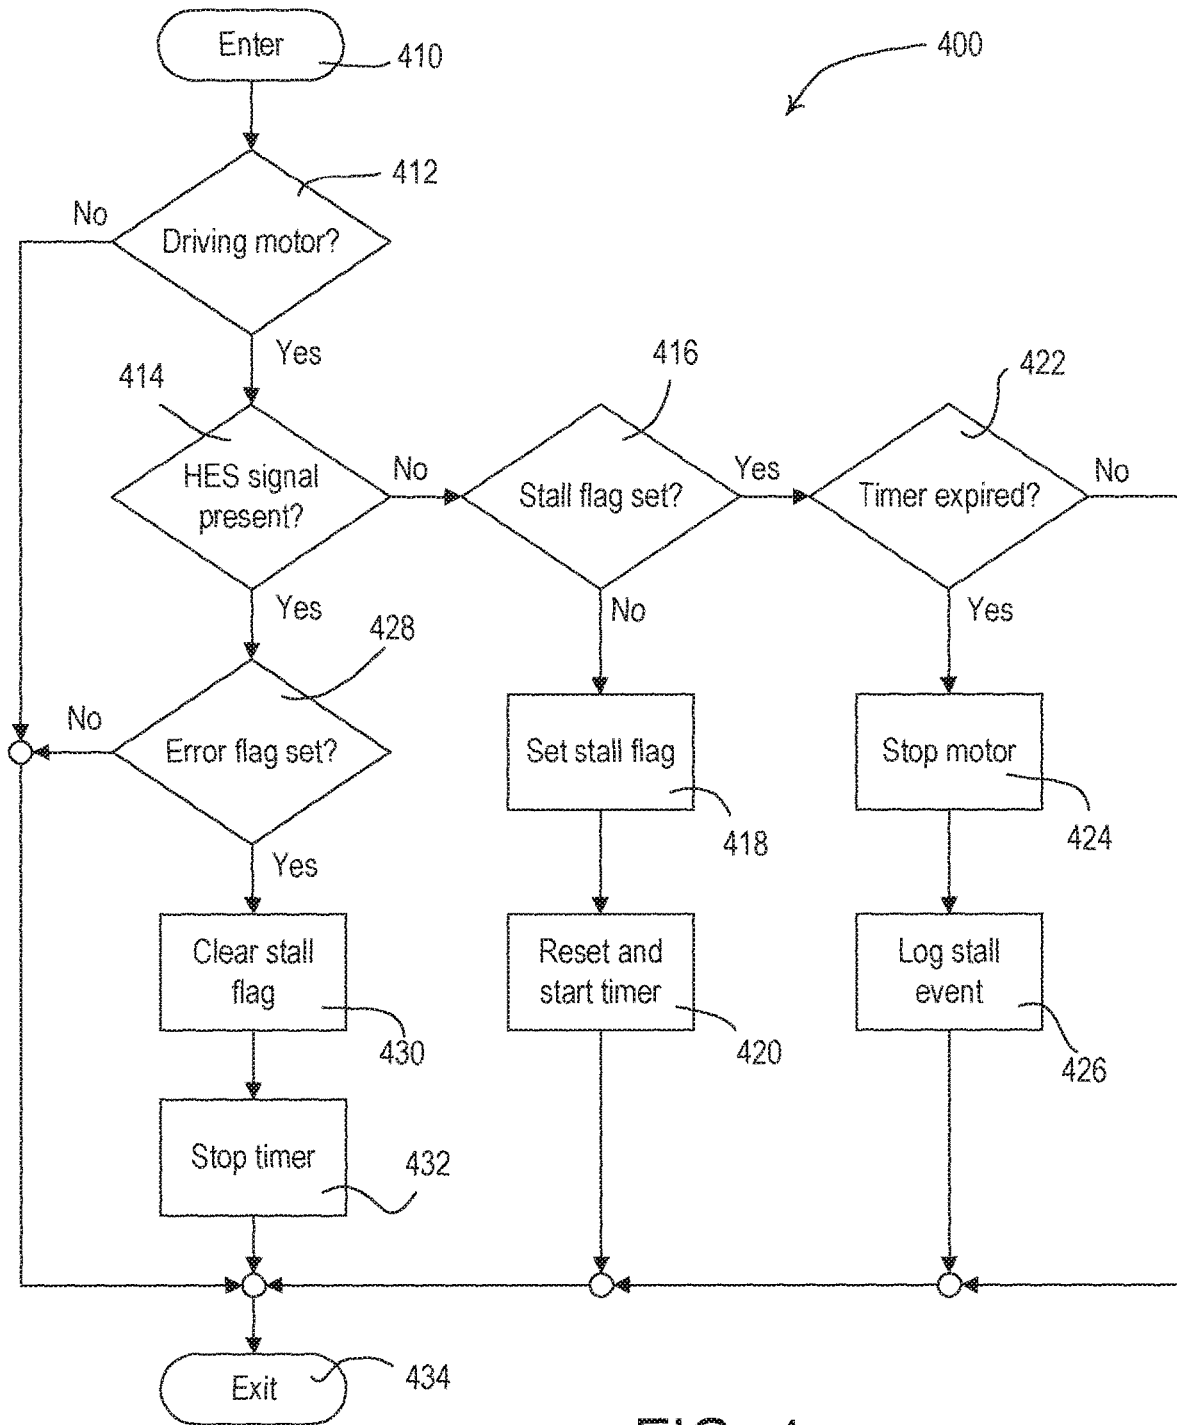 Enter
410
400
412
No
Driving motor?
Yes
414
416
422
HES signal
present?
No
Stall flag set?
Yes
Timer expired?
No
Yes
No
Yes
428
No
Error flag set?
Set stall flag
418
Stop motor
424
Yes
Clear stall
flag
430
Reset and
start timer
420
Log stall
event
426
Stop timer
432
Exit
434